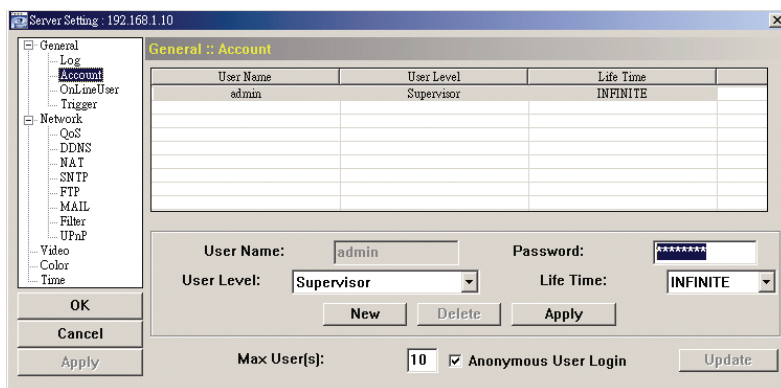 Server Setting : 192.168.1.10
General
Log
Account
OnLineUser
Trigger
Network
QoS
DDNS
NAT
SNTP
FTP
MAIL
Filter
UPnP
Video
Color
Time
OK
Cancel
Apply
General :: Account
User Name User Level Life Time
admin Supervisor INFINITE
User Name: admin Password: ********
User Level: Supervisor Life Time: INFINITE
New Delete Apply
Max User(s): 10 Anonymous User Login Update